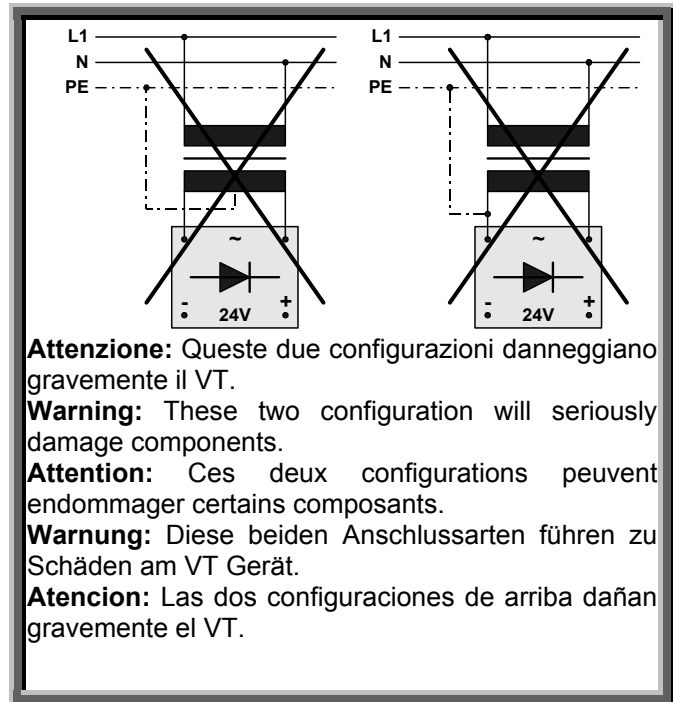 L1 L1
N N
PE PE
~ ~
- + - +
24V 24V
Attenzione: Queste due configurazioni danneggiano
gravemente il VT.
Warning: These two configuration will seriously
damage components.
Attention: Ces deux configurations peuvent
endommager certains composants.
Warnung: Diese beiden Anschlussarten führen zu
Schäden am VT Gerät.
Atencion: Las dos configuraciones de arriba dañan
gravemente el VT.